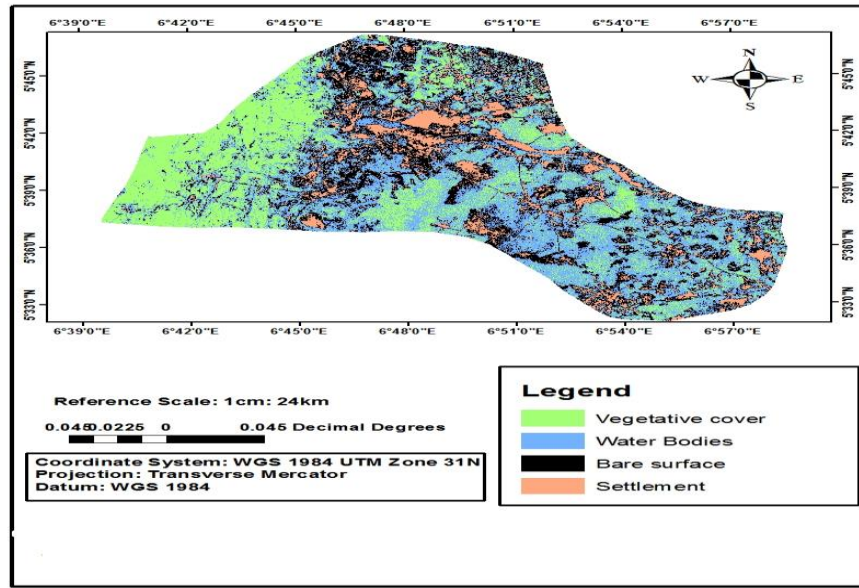 6°39'0"E 6°42'0"E 6°45'0"E 6°48'0"E 6°51'0"E 6°54'0"E 6°57'0"E
N
W E
S
5°45'0"N 5°45'0"N
5°42'0"N 5°42'0"N
5°39'0"N 5°39'0"N
5°36'0"N 5°36'0"N
5°33'0"N 5°33'0"N
6°39'0"E 6°42'0"E 6°45'0"E 6°48'0"E 6°51'0"E 6°54'0"E 6°57'0"E
Reference Scale: 1cm: 24km
0.0450.0225 0 0.045 Decimal Degrees
Coordinate System: WGS 1984 UTM Zone 31N
Projection: Transverse Mercator
Datum: WGS 1984
Legend
Vegetative cover
Water Bodies
Bare surface
Settlement